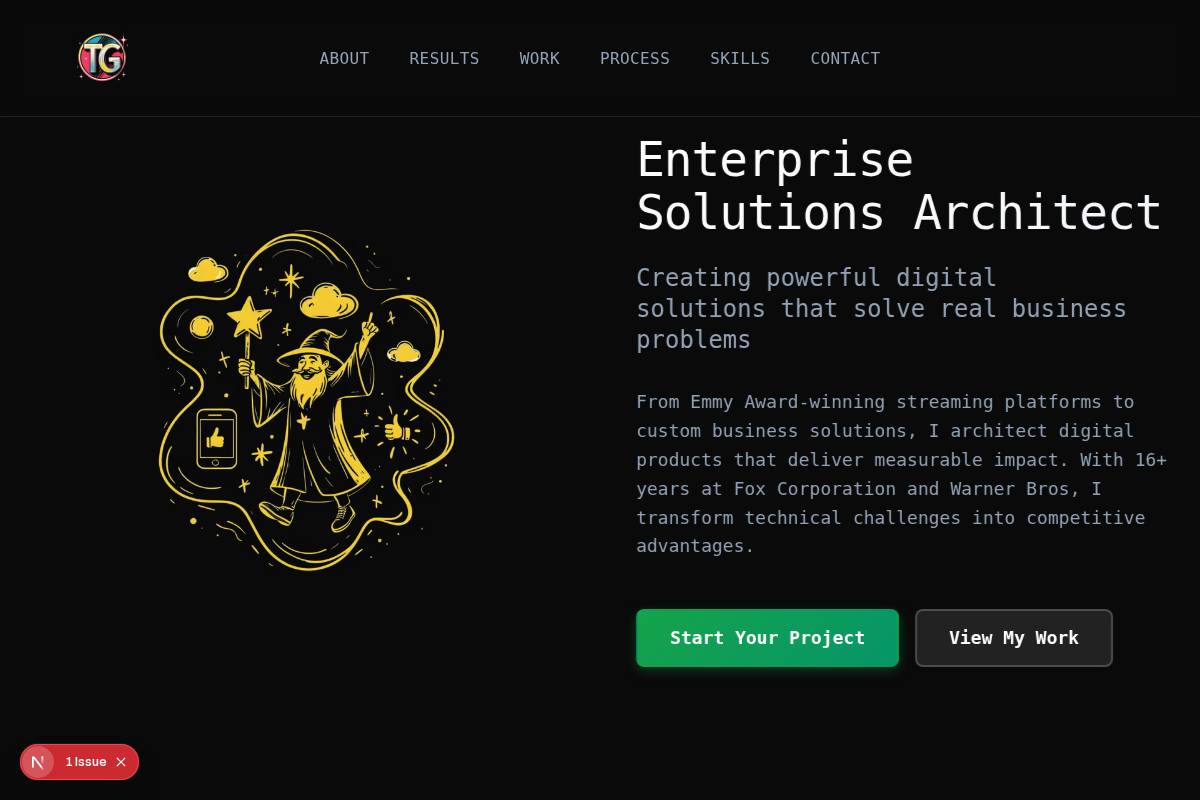 TG
ABOUT RESULTS WORK PROCESS SKILLS CONTACT
Enterprise
Solutions Architect
Creating powerful digital
solutions that solve real business
problems
From Emmy Award-winning streaming platforms to
custom business solutions, I architect digital
products that deliver measurable impact. With 16+
years at Fox Corporation and Warner Bros, I
transform technical challenges into competitive
advantages.
Start Your Project View My Work
N 1 Issue